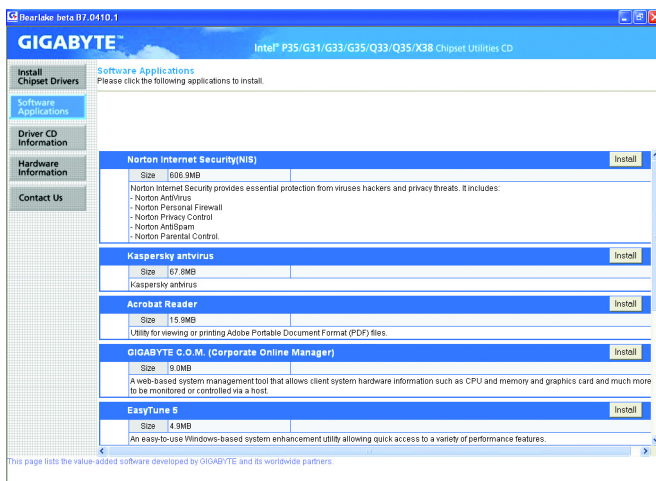 Bearlake beta B7.0410.1
GIGABYTE™
Intel® P35/G31/G33/G35/Q33/Q35/X38 Chipset Utilities CD
Install
Chipset Drivers
Software
Applications
Driver CD
Information
Hardware
Information
Contact Us
Software Applications
Please click the following applications to install.
Norton Internet Security(NIS) Install
Size 606.9MB
Norton Internet Security provides essential protection from viruses hackers and privacy threats. It includes:
- Norton AntiVirus
- Norton Personal Firewall
- Norton Privacy Control
- Norton AntiSpam
- Norton Parental Control.
Kaspersky antvirus Install
Size 67.8MB
Kaspersky antvirus
Acrobat Reader Install
Size 15.9MB
Utility for viewing or printing Adobe Portable Document Format (PDF) files.
GIGABYTE C.O.M. (Corporate Online Manager) Install
Size 9.0MB
A web-based system management tool that allows client system hardware information such as CPU and memory and graphics card and much more
to be monitored or controlled via a host.
EasyTune 5 Install
Size 4.9MB
An easy-to-use Windows-based system enhancement utility allowing quick access to a variety of performance features.
This page lists the value-added software developed by GIGABYTE and its worldwide partners.